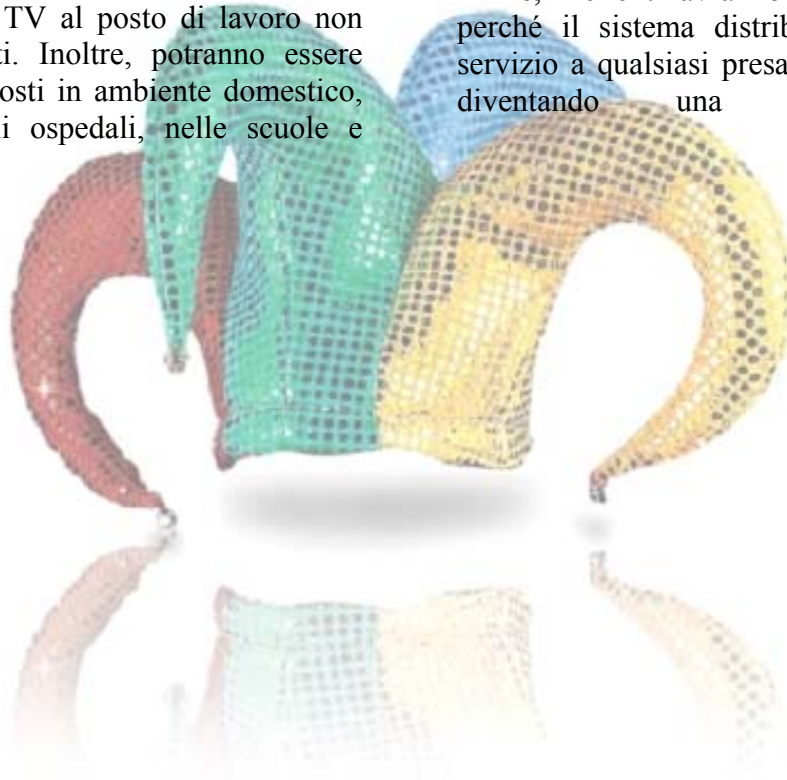 TV al posto di lavoro non
ti. Inoltre, potranno essere
osti in ambiente domestico,
li ospedali, nelle scuole e
perché il sistema distrib
servizio a qualsiasi presa
diventando una